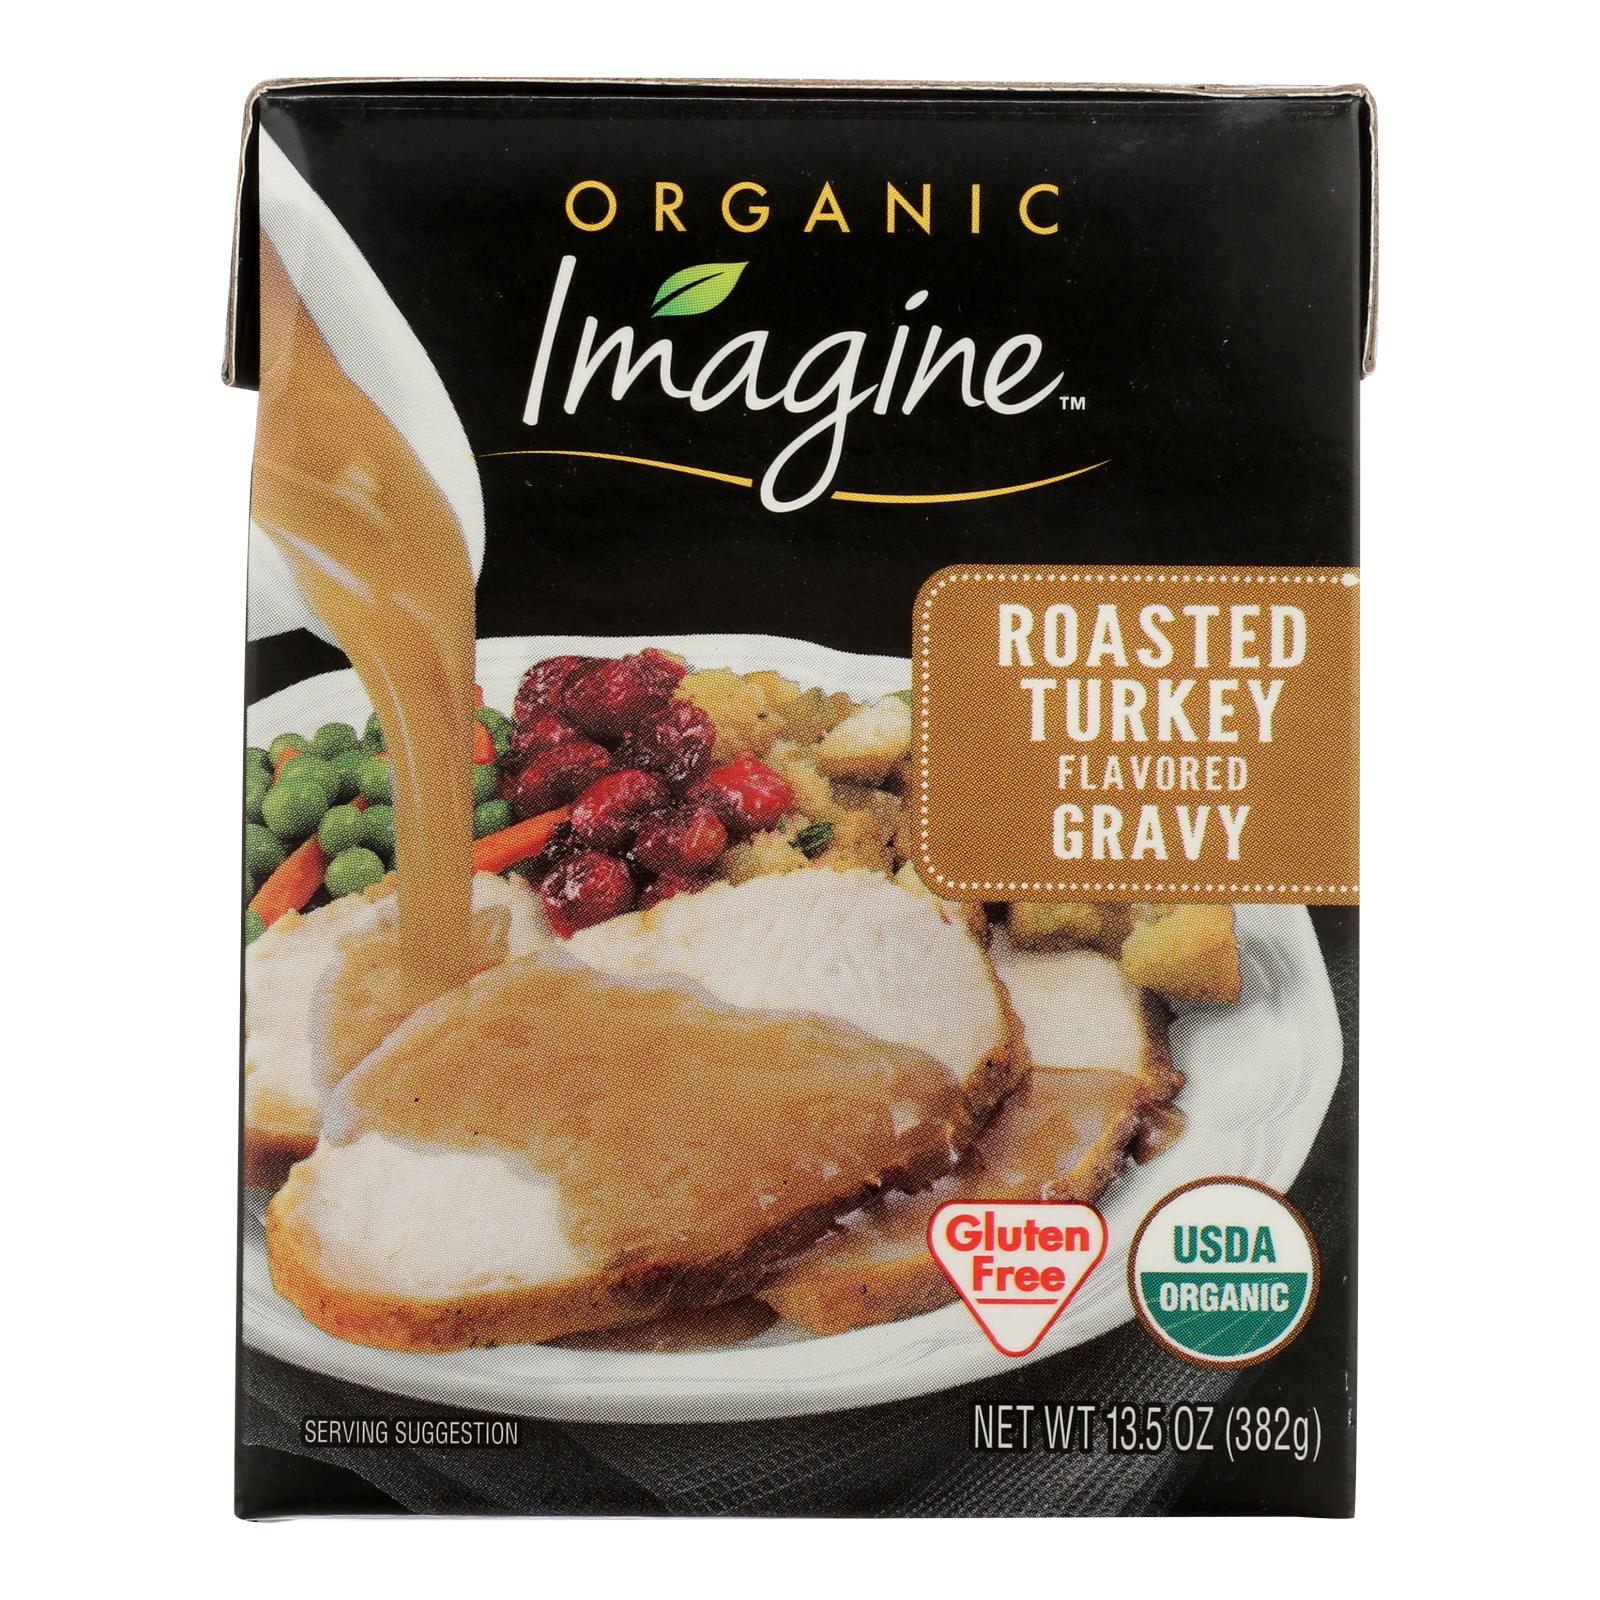 ORGANIC
Imagine™
ROASTED
TURKEY
FLAVORED
GRAVY
Gluten
Free
USDA
ORGANIC
SERVING SUGGESTION
NET WT 13.5 OZ (382g)